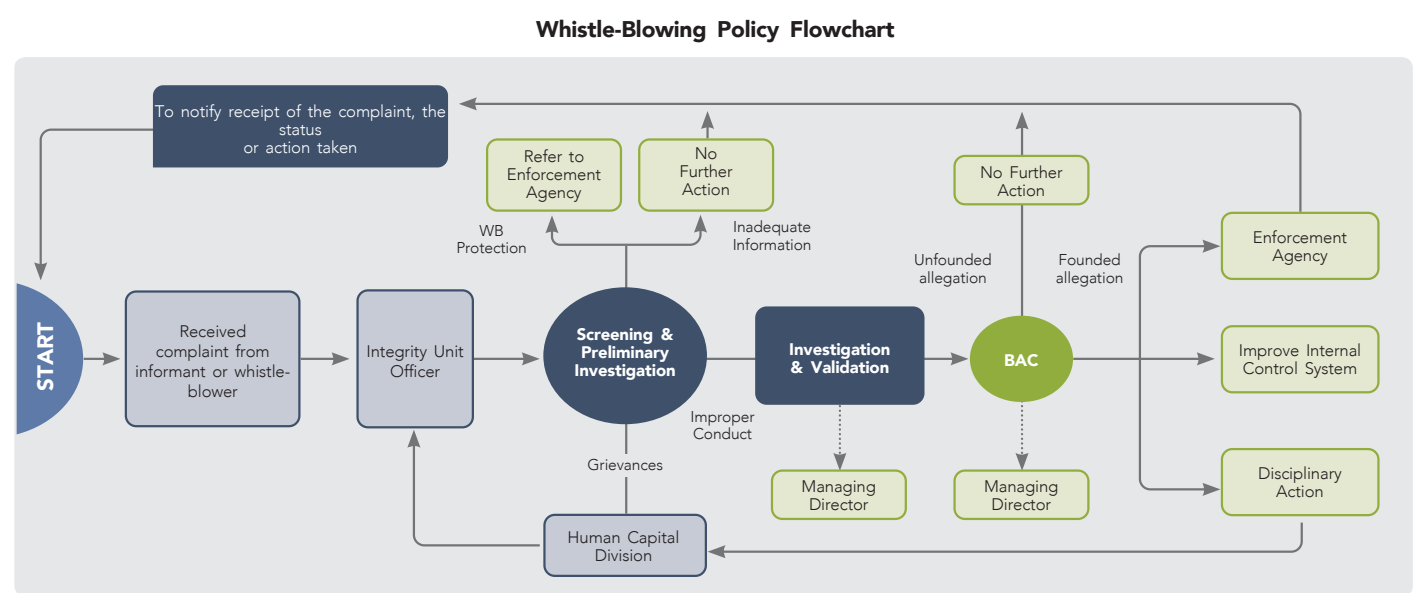 Whistle-Blowing Policy Flowchart
To notify receipt of the complaint, the
status
or action taken
Refer to
Enforcement
Agency
No
Further
Action
No Further
Action
WB
Protection
Inadequate
Information
Unfounded
allegation
Founded
allegation
Enforcement
Agency
START
Received
complaint from
informant or whistle-
blower
Integrity Unit
Officer
Screening &
Preliminary
Investigation
Investigation
& Validation
BAC
Improve Internal
Control System
Improper
Conduct
Grievances
Managing
Director
Managing
Director
Disciplinary
Action
Human Capital
Division